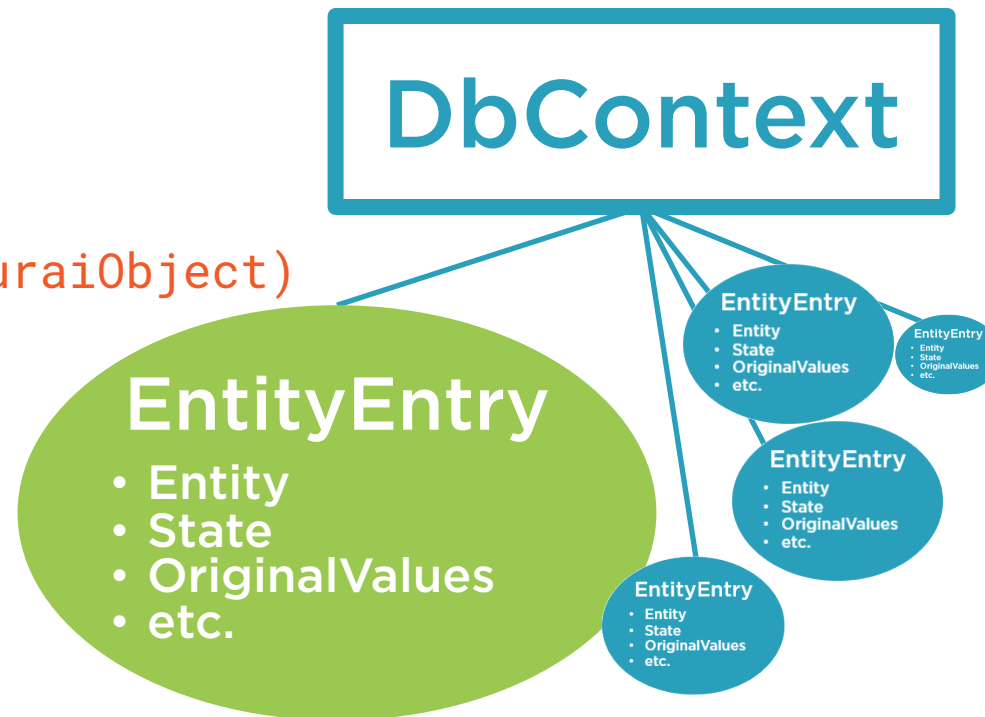 DbContext
uraiObject)
EntityEntry
• Entity
• State
• OriginalValues
• etc.
EntityEntry
• Entity
• State
• OriginalValues
• etc.
EntityEntry
• Entity
• State
• OriginalValues
• etc.
EntityEntry
• Entity
• State
• OriginalValues
• etc.
EntityEntry
• Entity
• State
• OriginalValues
• etc.